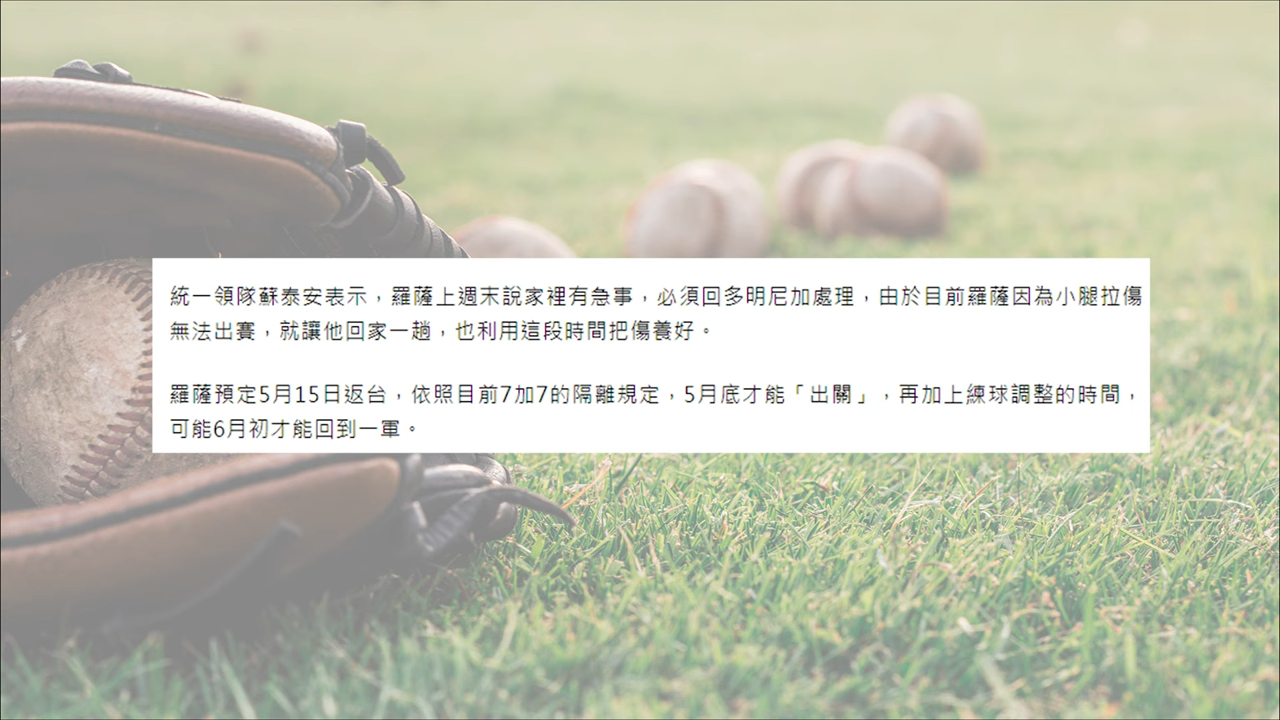 統一領隊蘇泰安表示，羅薩上週末說家裡有急事，必須回多明尼加處理，由於目前羅薩因為小腿拉傷
無法出賽，就讓他回家一趟，也利用這段時間把傷養好。
羅薩預定5月15日返台，依照目前7加7的隔離規定，5月底才能「出關」，再加上練球調整的時間，
可能6月初才能回到一軍。